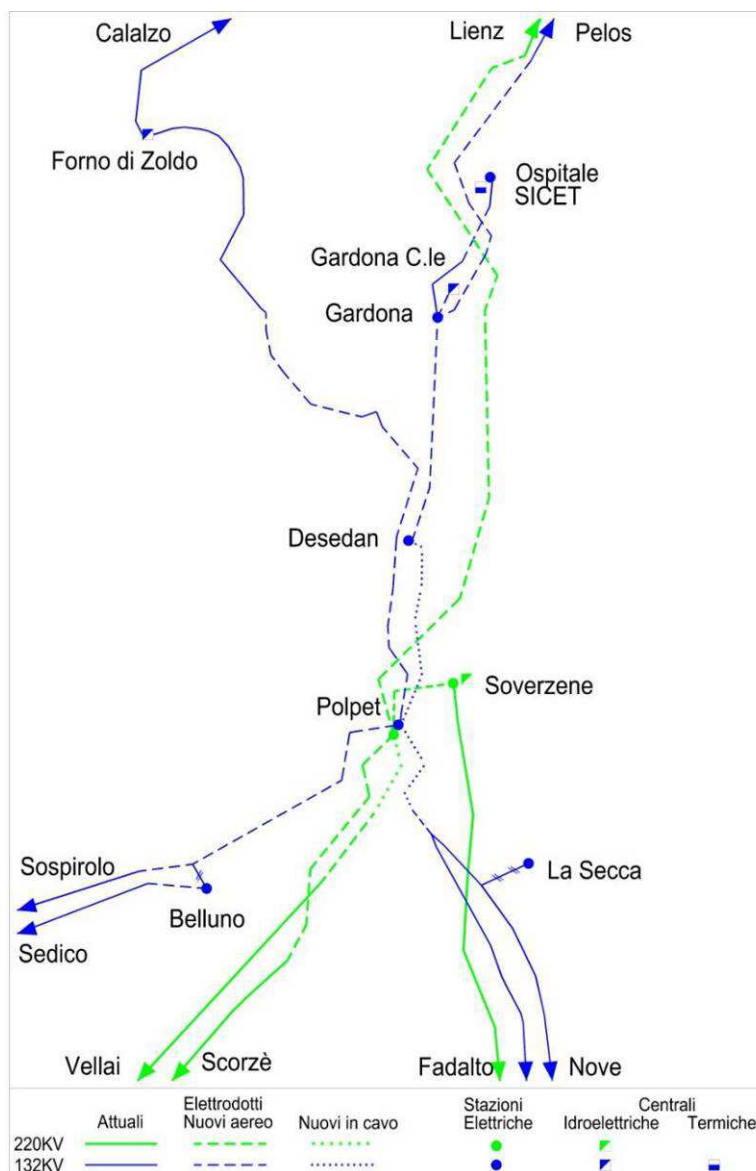 Calalzo
Lienz Pelos
Forno di Zoldo
Ospitale
SICET
Gardona C.le
Gardona
Desedan
Soverzene
Polpet
La Secca
Sospirolo
Belluno
Sedico
Vellai Scorzè Fadalto Nove
Elettrodotti Stazioni Centrali
Attuali Nuovi aereo Nuovi in cavo Elettriche Idroelettriche Termiche
220KV
132KV